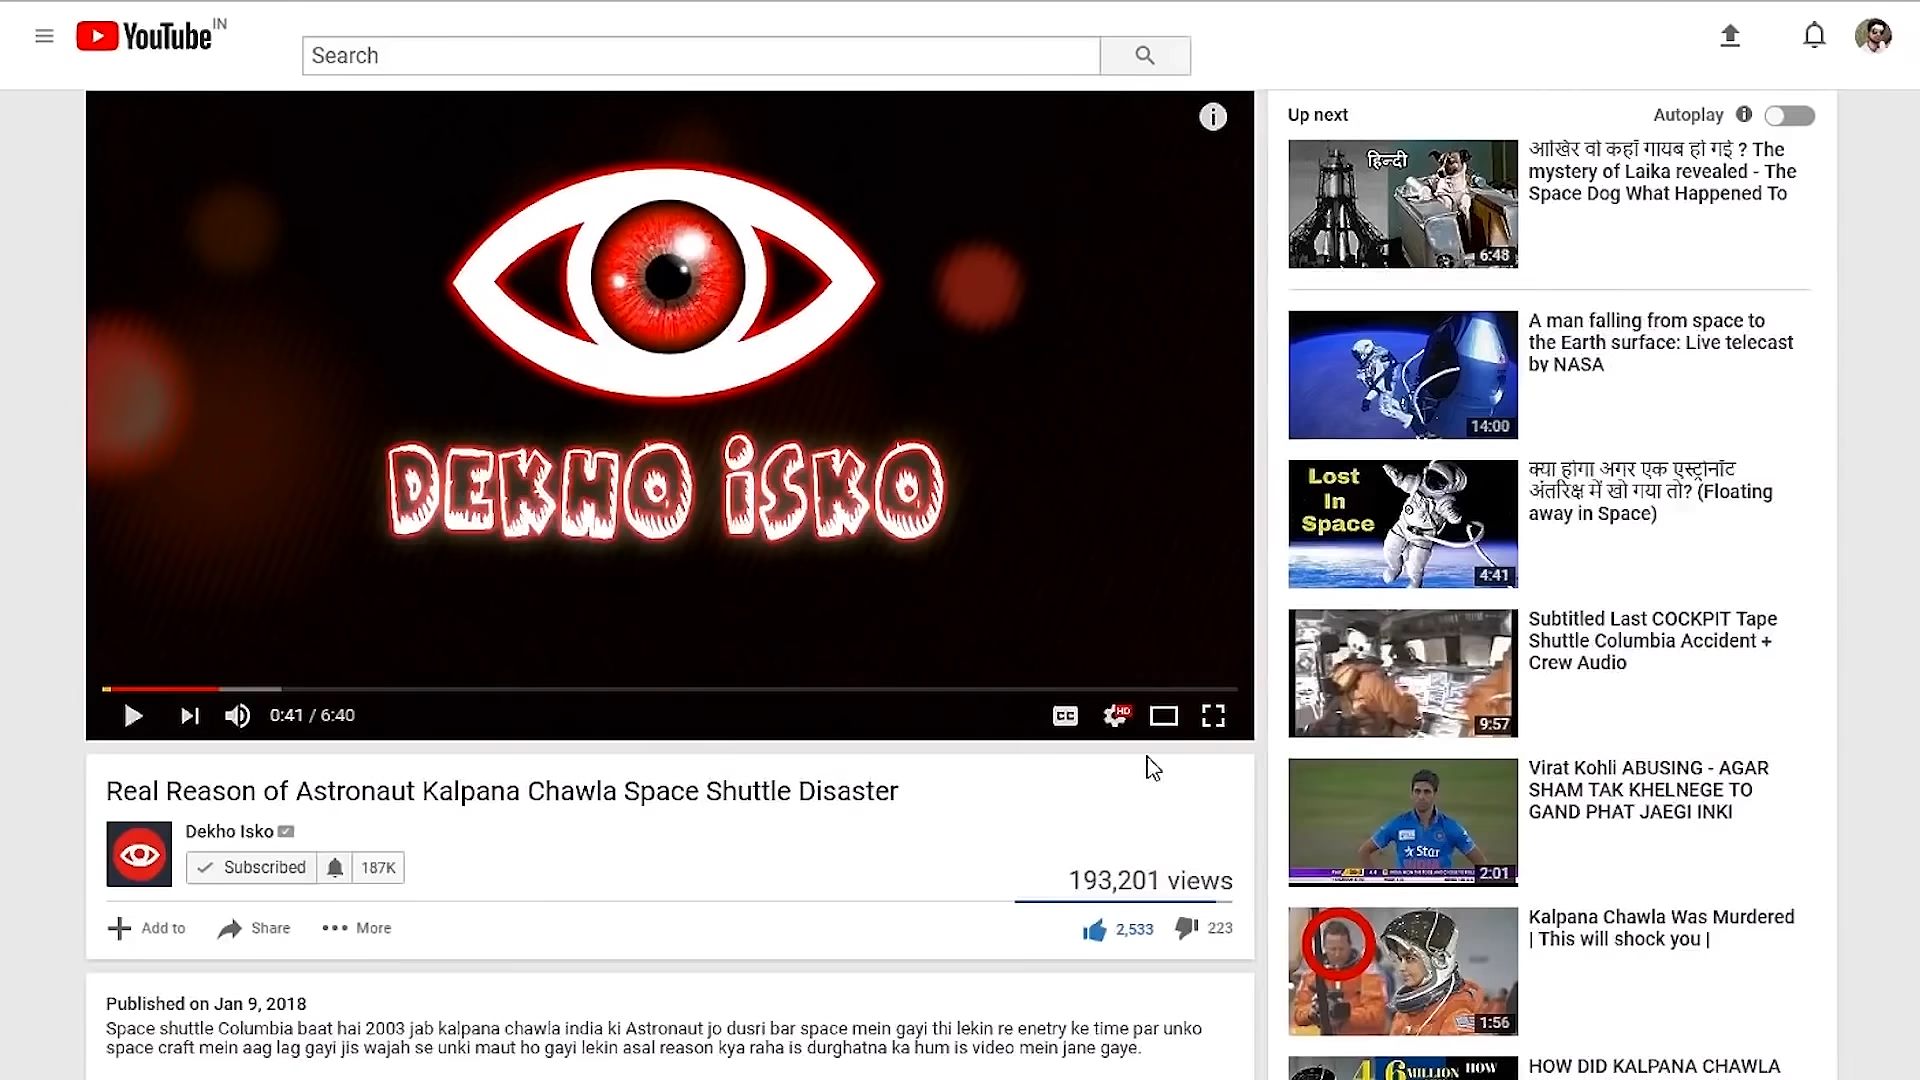 YouTube IN
Search
DEKHO iSKO
0:41 / 6:40
CC
HD
Real Reason of Astronaut Kalpana Chawla Space Shuttle Disaster
Dekho Isko
Subscribed
187K
193,201 views
Add to
Share
More
2,533
223
Published on Jan 9, 2018
Space shuttle Columbia baat hai 2003 jab kalpana chawla india ki Astronaut jo dusri bar space mein gayi thi lekin re enetry ke time par unko
space craft mein aag lag gayi jis wajah se unki maut ho gayi lekin asal reason kya raha is durghatna ka hum is video mein jane gaye.
Up next
Autoplay
हिन्दी
6:48
आखिर वो कहाँ गायब हो गई ? The
mystery of Laika revealed - The
Space Dog What Happened To
14:00
A man falling from space to
the Earth surface: Live telecast
by NASA
Lost
In
Space
4:41
क्या होगा अगर एक एस्ट्रोनॉट
अंतरिक्ष में खो गया तो? (Floating
away in Space)
9:57
Subtitled Last COCKPIT Tape
Shuttle Columbia Accident +
Crew Audio
Star
INDIA
2:01
Virat Kohli ABUSING - AGAR
SHAM TAK KHELNEGE TO
GAND PHAT JAEGI INKI
1:56
Kalpana Chawla Was Murdered
| This will shock you |
MILLION HOW
HOW DID KALPANA CHAWLA